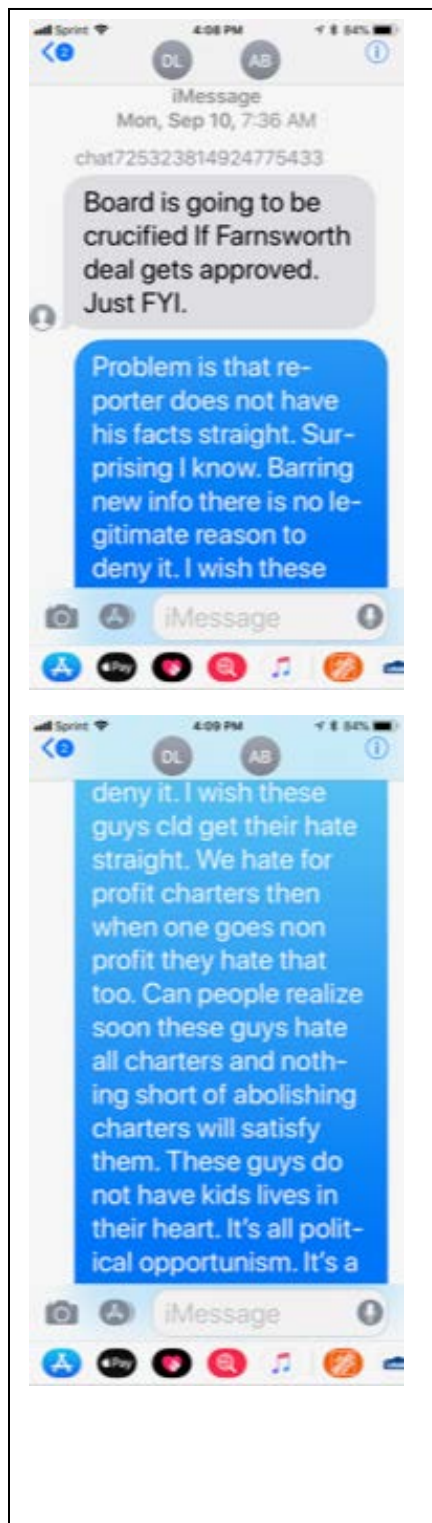 Sprint 4:08 PM 84%
2 DL AB
iMessage
Mon, Sep 10, 7:36 AM
chat725323814924775433
Board is going to be
crucified If Farnsworth
deal gets approved.
Just FYI.
Problem is that re-
porter does not have
his facts straight. Sur-
prising I know. Barring
new info there is no le-
gitimate reason to
deny it. I wish these
iMessage
Pay
Sprint 4:09 PM 84%
2 DL AB
deny it. I wish these
guys cld get their hate
straight. We hate for
profit charters then
when one goes non
profit they hate that
too. Can people realize
soon these guys hate
all charters and noth-
ing short of abolishing
charters will satisfy
them. These guys do
not have kids lives in
their heart. It's all polit-
ical opportunism. It's a
iMessage
Pay